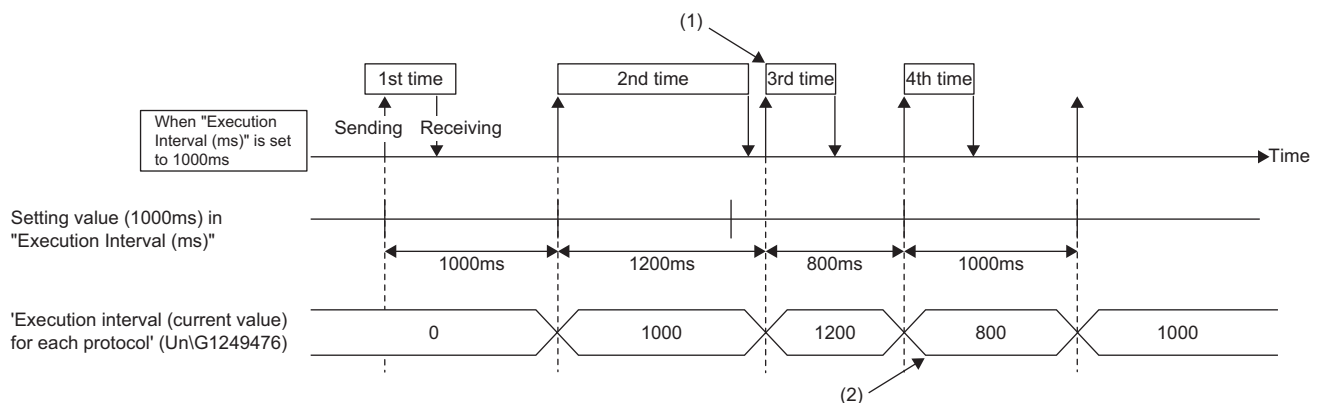 (1)
1st time
2nd time
3rd time
4th time
When "Execution
Interval (ms)" is set
to 1000ms
Sending
Receiving
Time
Setting value (1000ms) in
"Execution Interval (ms)"
1000ms
1200ms
800ms
1000ms
'Execution interval (current value)
for each protocol' (Un\G1249476)
0
1000
1200
800
1000
(2)